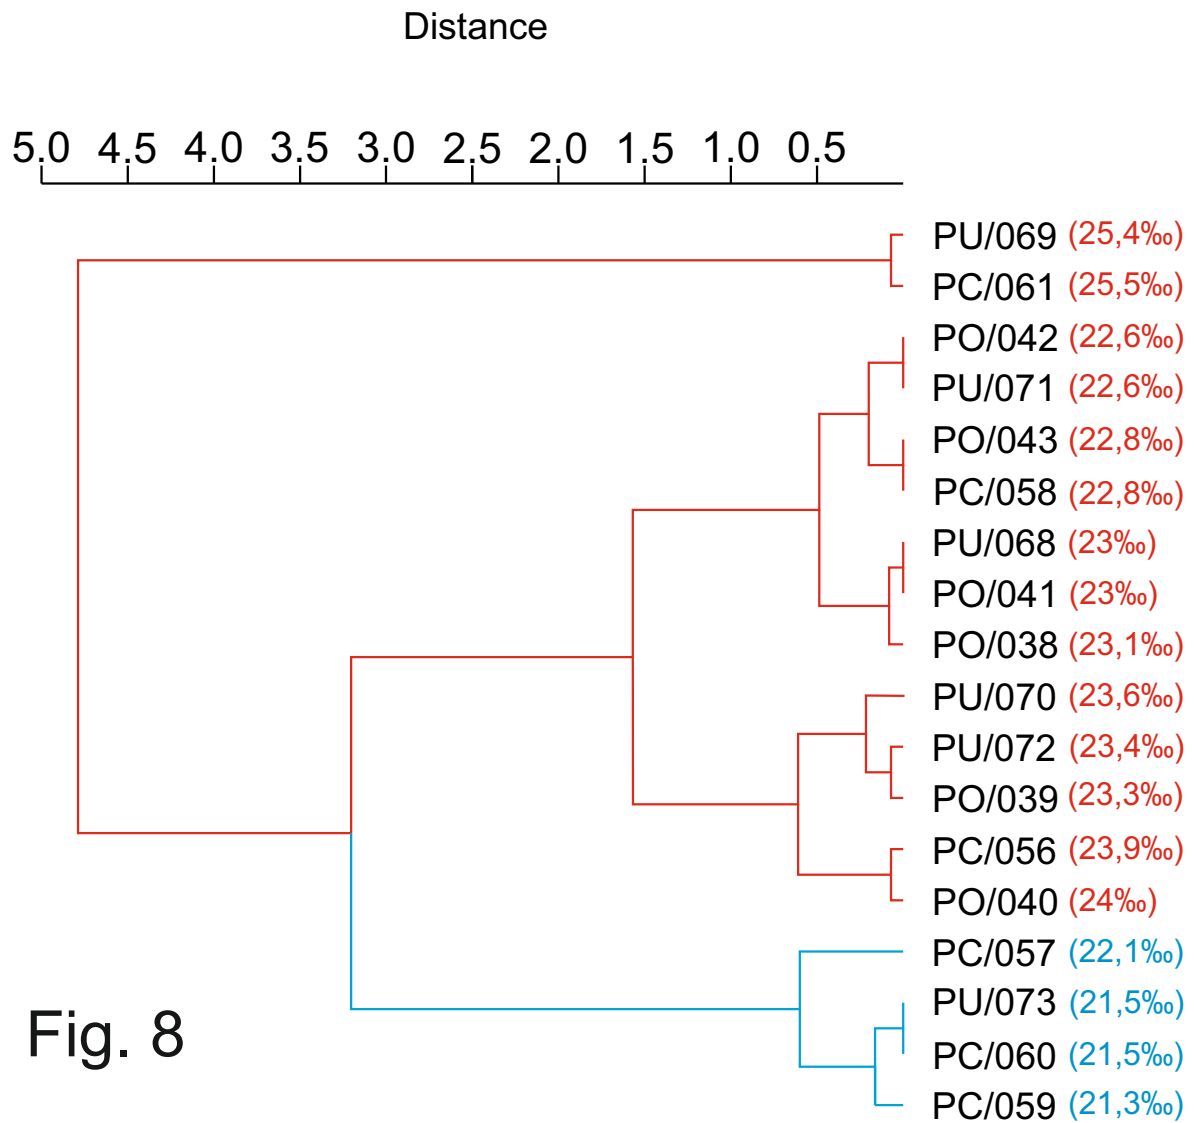 Distance
5.0 4.5 4.0 3.5 3.0 2.5 2.0 1.5 1.0 0.5
PU/069 (25,4‰)
PC/061 (25,5‰)
PO/042 (22,6‰)
PU/071 (22,6‰)
PO/043 (22,8‰)
PC/058 (22,8‰)
PU/068 (23‰)
PO/041 (23‰)
PO/038 (23,1‰)
PU/070 (23,6‰)
PU/072 (23,4‰)
PO/039 (23,3‰)
PC/056 (23,9‰)
PO/040 (24‰)
PC/057 (22,1‰)
PU/073 (21,5‰)
PC/060 (21,5‰)
PC/059 (21,3‰)
Fig. 8